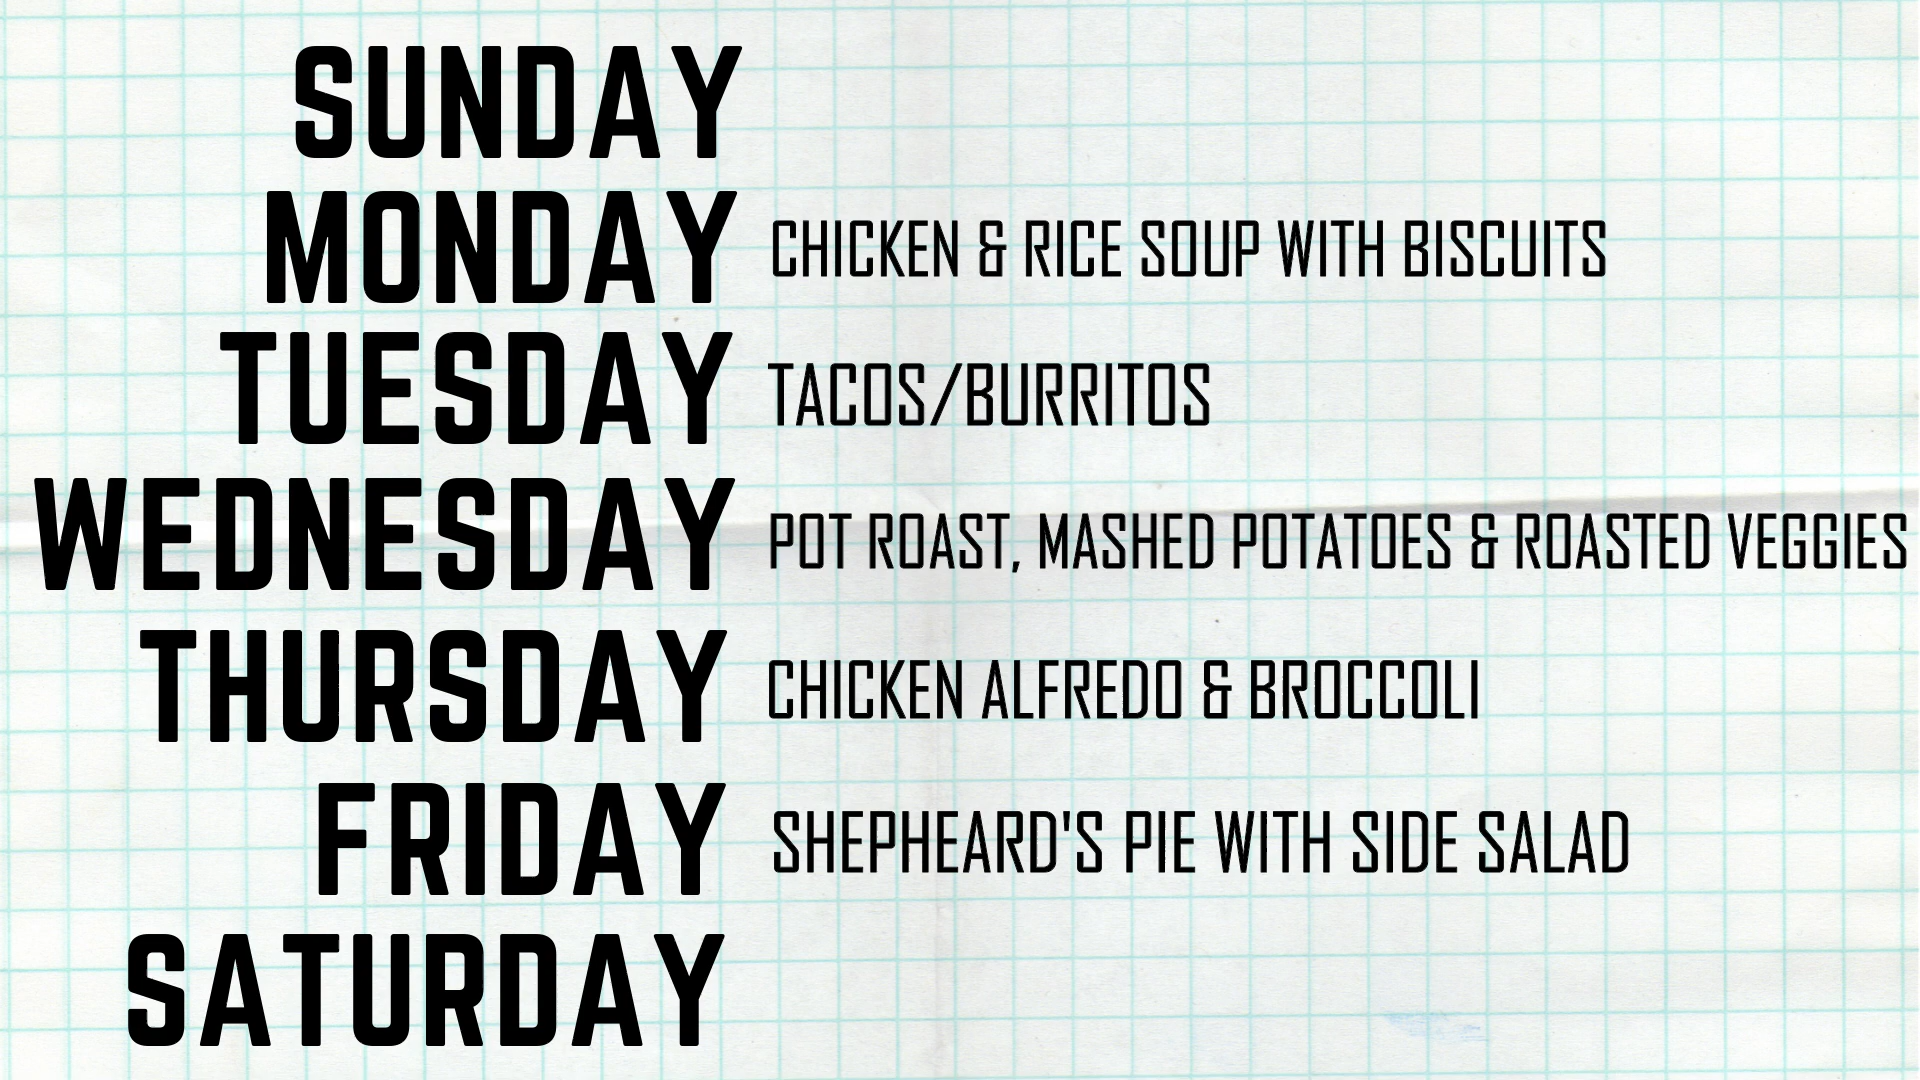 SUNDAY
MONDAY CHICKEN & RICE SOUP WITH BISCUITS
TUESDAY TACOS/BURRITOS
WEDNESDAY POT ROAST, MASHED POTATOES & ROASTED VEGGIES
THURSDAY CHICKEN ALFREDO & BROCCOLI
FRIDAY SHEPHEARD'S PIE WITH SIDE SALAD
SATURDAY